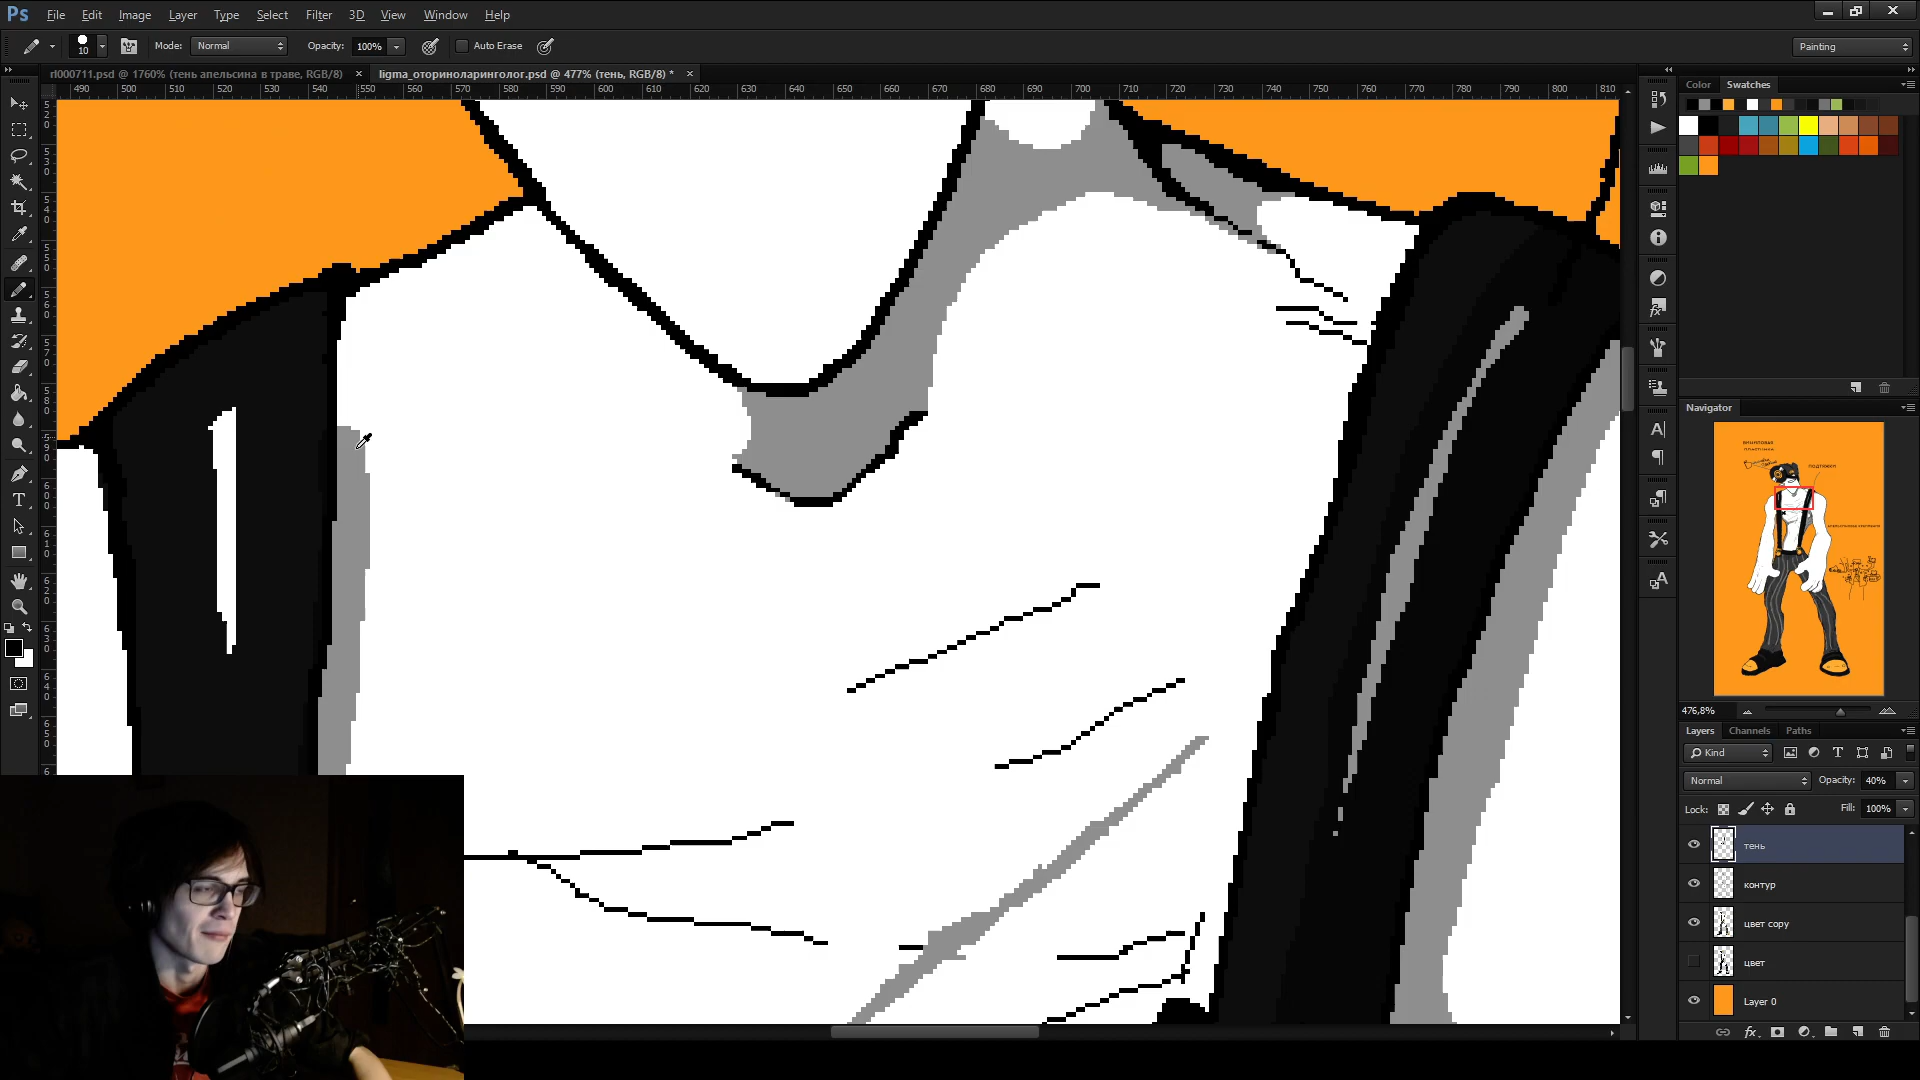 Ps File Edit Image Layer Type Select Filter 3D View Window Help
10 Mode: Normal Opacity: 100% Auto Erase Painting
rl000711.psd @ 1760% (тень апельсина в траве, RGB/8) × ligma_оториноларинголог.psd @ 477% (тень, RGB/8) * ×
490 500 510 520 530 540 550 560 570 580 590 600 610 620 630 640 650 660 670 680 690 700 710 720 730 740 750 760 770 780 790 800 810
Color Swatches
Navigator
ПОДТЯЖКИ
476,8%
Layers Channels Paths
Kind
Normal Opacity: 40%
Lock: Fill: 100%
тень
контур
цвет copy
цвет
Layer 0